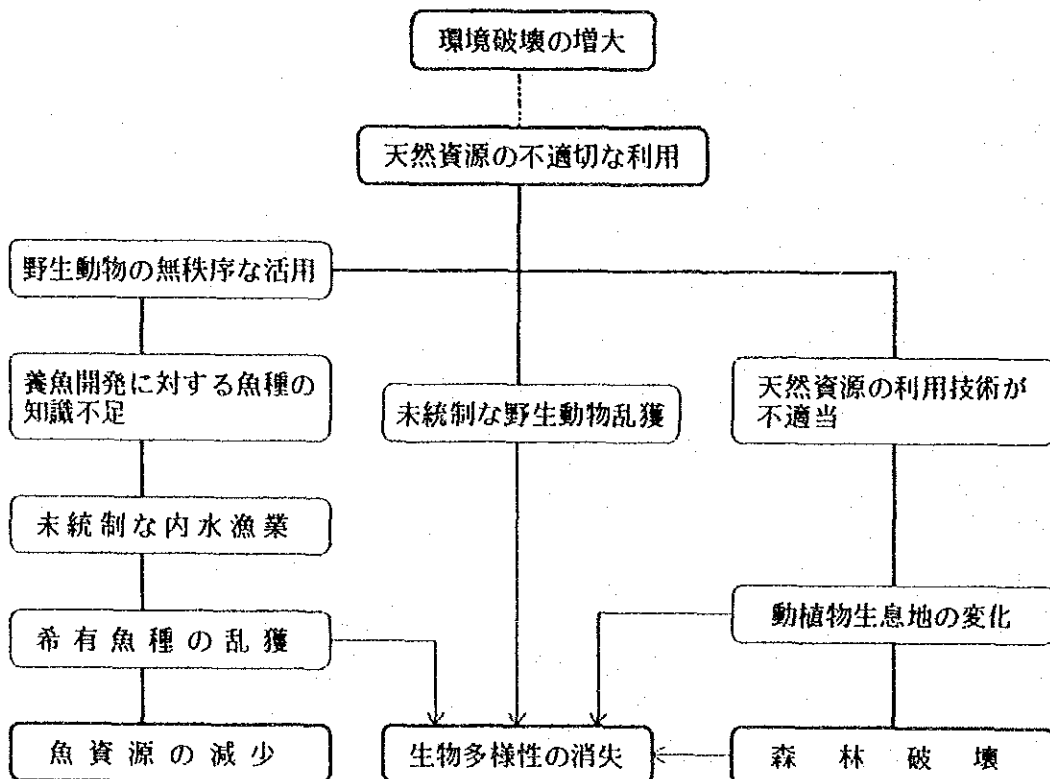 環境破壊の増大
天然資源の不適切な利用
野生動物の無秩序な活用
養魚開発に対する魚種の
知識不足
未統制な野生動物乱獲
天然資源の利用技術が
不適当
未統制な内水漁業
希有魚種の乱獲
動植物生息地の変化
魚資源の減少
生物多様性の消失
森林破壊